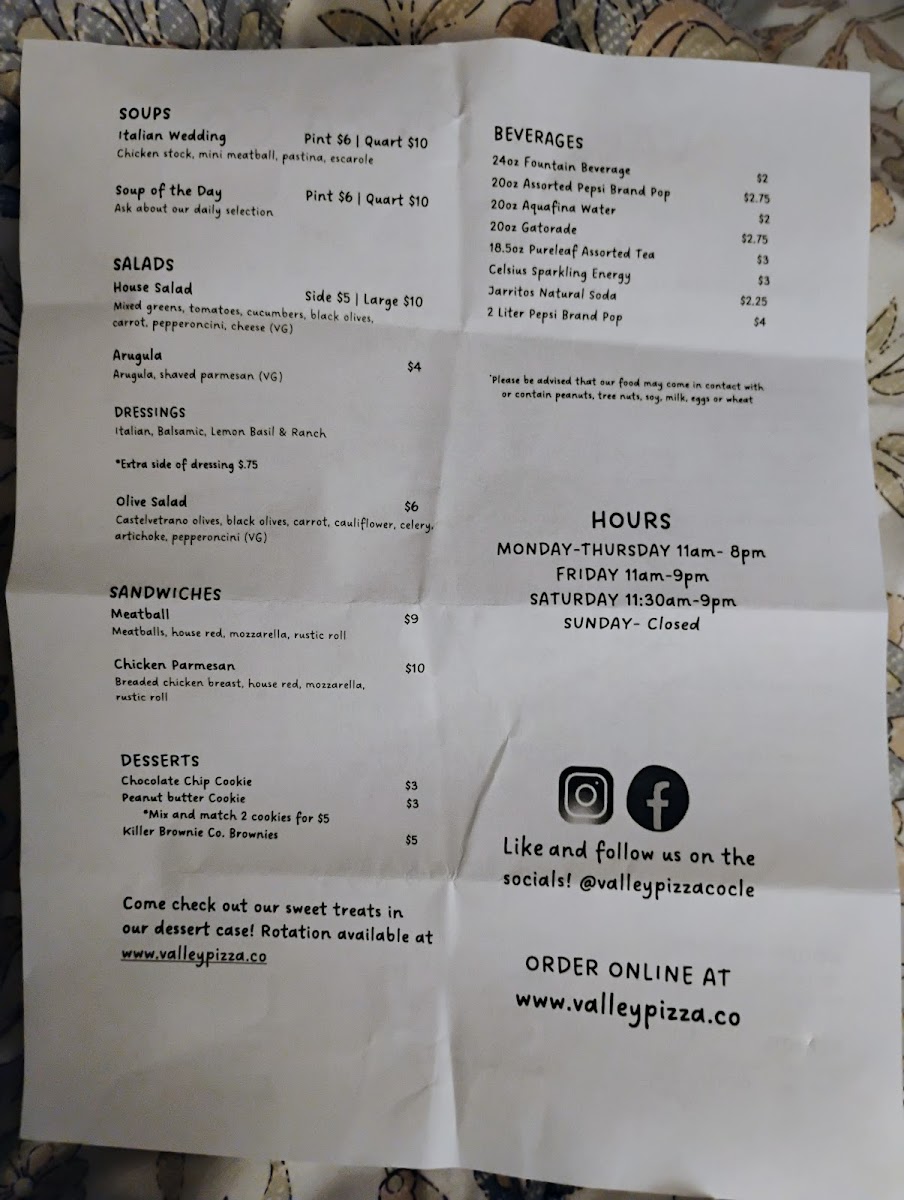 SOUPS
Italian Wedding Pint $6 | Quart $10
Chicken stock, mini meatball, pastina, escarole
Soup of the Day Pint $6 | Quart $10
Ask about our daily selection
SALADS
House Salad Side $5 | Large $10
Mixed greens, tomatoes, cucumbers, black olives,
carrot, pepperoncini, cheese (VG)
Arugula $4
Arugula, shaved parmesan (VG)
DRESSINGS
Italian, Balsamic, Lemon Basil & Ranch
*Extra side of dressing $.75
Olive Salad $6
Castelvetrano olives, black olives, carrot, cauliflower, celery,
artichoke, pepperoncini (VG)
SANDWICHES
Meatball $9
Meatballs, house red, mozzarella, rustic roll
Chicken Parmesan $10
Breaded chicken breast, house red, mozzarella,
rustic roll
DESSERTS
Chocolate Chip Cookie $3
Peanut butter Cookie $3
*Mix and match 2 cookies for $5
Killer Brownie Co. Brownies $5
Come check out our sweet treats in
our dessert case! Rotation available at
www.valleypizza.co
BEVERAGES
24oz Fountain Beverage $2
20oz Assorted Pepsi Brand Pop $2.75
20oz Aquafina Water $2
20oz Gatorade $2.75
18.5oz Pureleaf Assorted Tea $3
Celsius Sparkling Energy $3
Jarritos Natural Soda $2.25
2 Liter Pepsi Brand Pop $4
*Please be advised that our food may come in contact with
or contain peanuts, tree nuts, soy, milk, eggs or wheat
HOURS
MONDAY-THURSDAY 11am- 8pm
FRIDAY 11am-9pm
SATURDAY 11:30am-9pm
SUNDAY- Closed
Like and follow us on the
socials! @valleypizzacocle
ORDER ONLINE AT
www.valleypizza.co